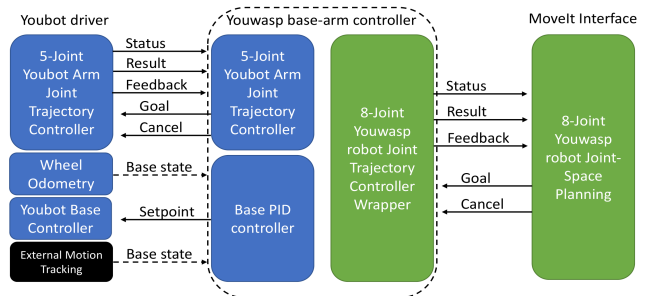 Youbot driver
Youwasp base-arm controller
MoveIt Interface
5-Joint
Youbot Arm
Joint
Trajectory
Controller
Status
Result
Feedback
Goal
Cancel
5-Joint
Youbot Arm
Joint
Trajectory
Controller
8-Joint
Youwasp
robot Joint
Trajectory
Controller
Wrapper
Status
Result
Feedback
Goal
Cancel
8-Joint
Youwasp
robot Joint-
Space
Planning
Wheel
Odometry
Base state
Youbot Base
Controller
Setpoint
Base PID
controller
External Motion
Tracking
Base state